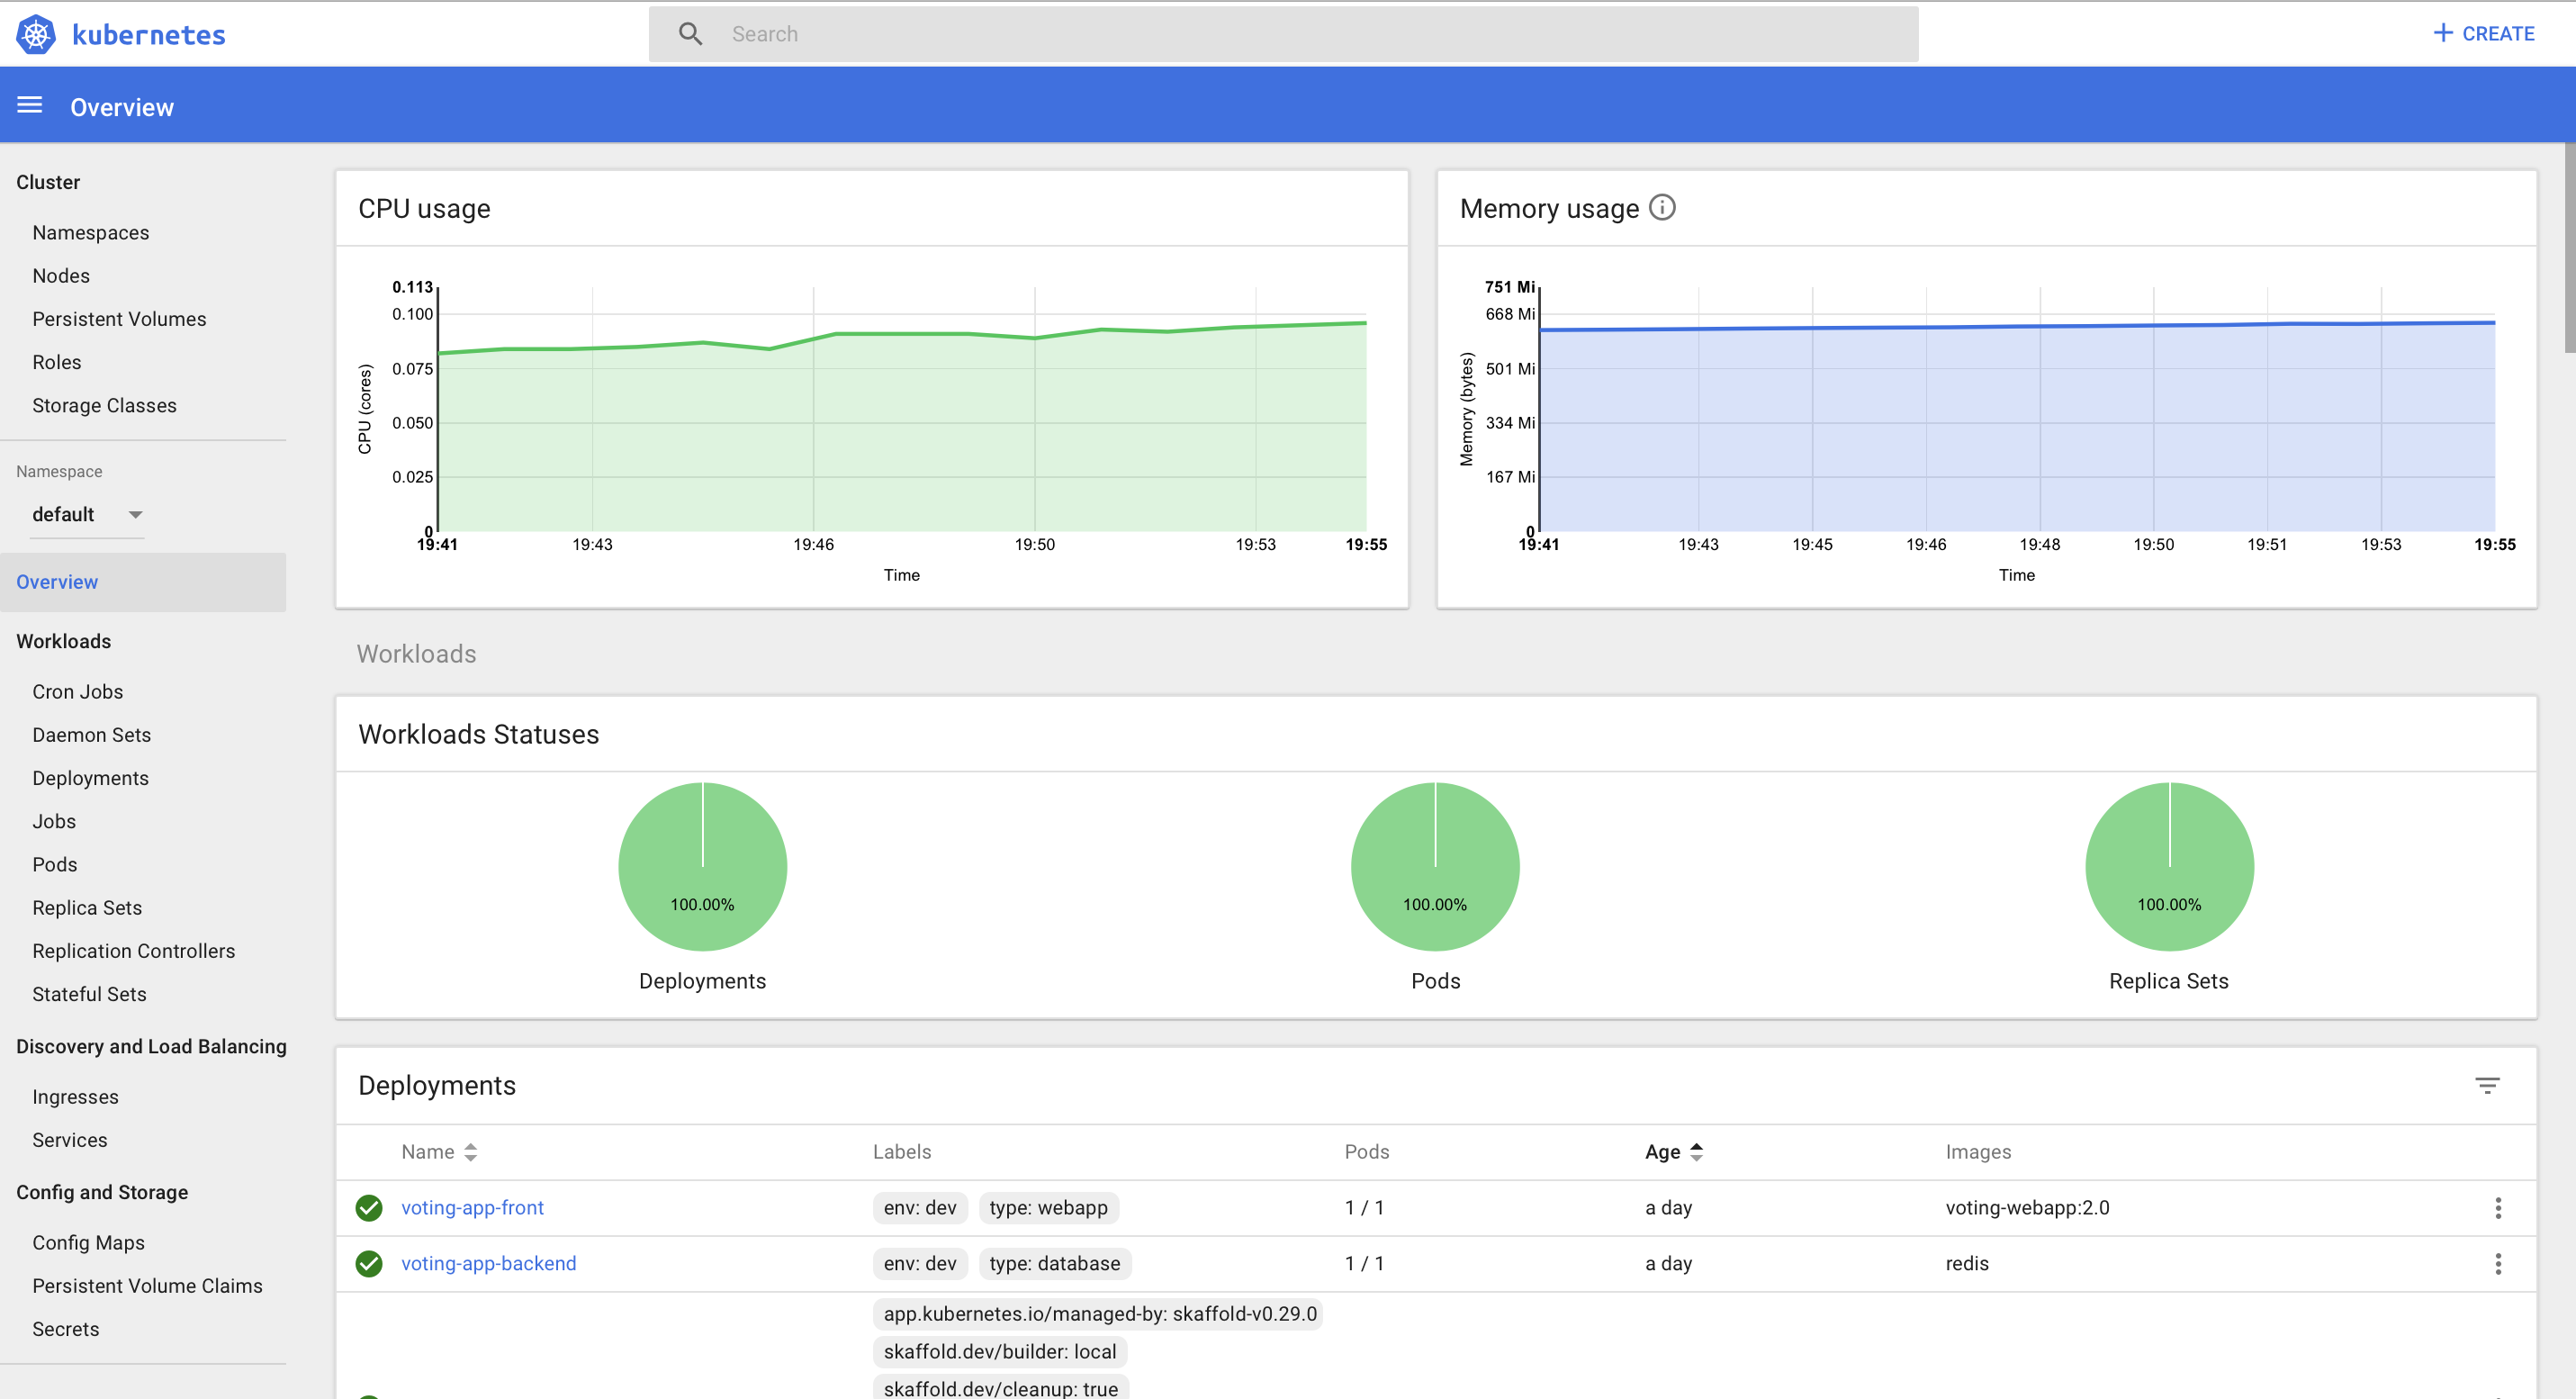 kubernetes
Search
CREATE
Overview
Cluster
Namespaces
Nodes
Persistent Volumes
Roles
Storage Classes
Namespace
default
Overview
Workloads
Cron Jobs
Daemon Sets
Deployments
Jobs
Pods
Replica Sets
Replication Controllers
Stateful Sets
Discovery and Load Balancing
Ingresses
Services
Config and Storage
Config Maps
Persistent Volume Claims
Secrets
CPU usage
CPU (cores)
0.113
0.100
0.075
0.050
0.025
0
19:41 19:43 19:46 19:50 19:53 19:55
Time
Memory usage
Memory (bytes)
751 Mi
668 Mi
501 Mi
334 Mi
167 Mi
0
19:41 19:43 19:45 19:46 19:48 19:50 19:51 19:53 19:55
Time
Workloads
Workloads Statuses
100.00% 100.00% 100.00%
Deployments Pods Replica Sets
Deployments
Name Labels Pods Age Images
voting-app-front env: dev type: webapp 1 / 1 a day voting-webapp:2.0
voting-app-backend env: dev type: database 1 / 1 a day redis
app.kubernetes.io/managed-by: skaffold-v0.29.0
skaffold.dev/builder: local
skaffold.dev/cleanup: true